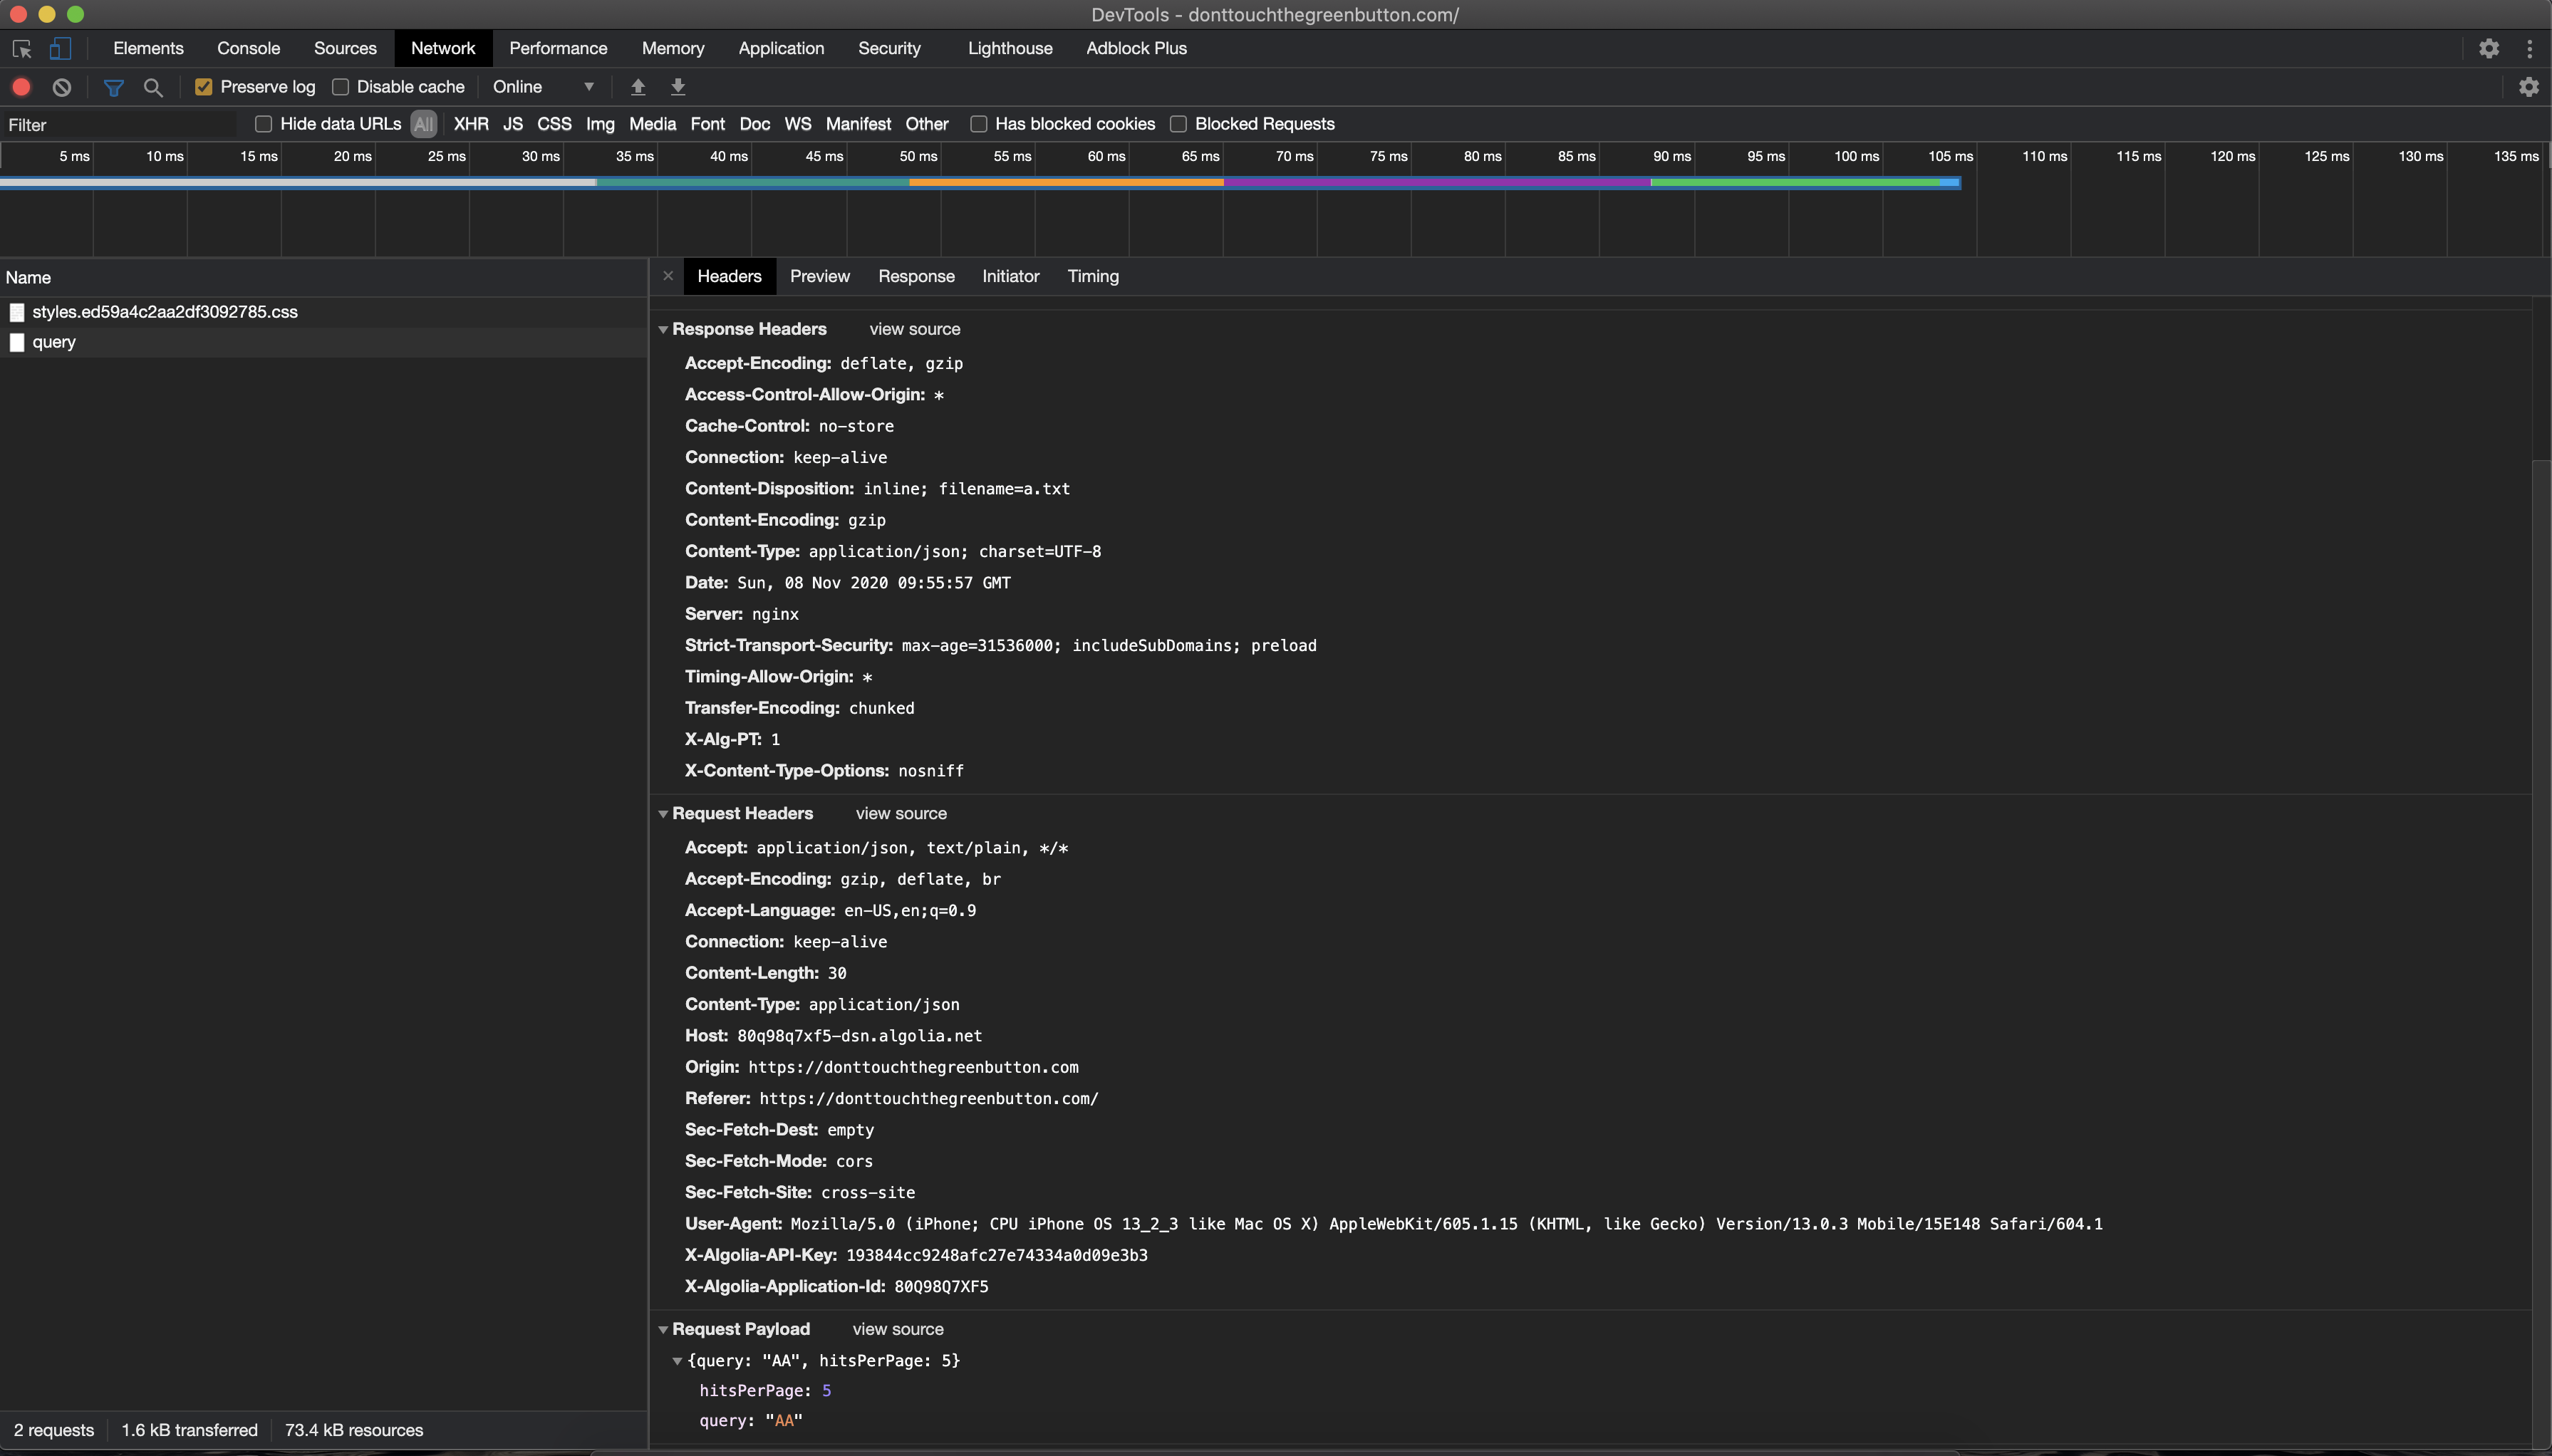 DevTools - donttouchthegreenbutton.com/
Elements Console Sources Network Performance Memory Application Security Lighthouse Adblock Plus
Preserve log Disable cache Online
Filter Hide data URLs All XHR JS CSS Img Media Font Doc WS Manifest Other Has blocked cookies Blocked Requests
5 ms 10 ms 15 ms 20 ms 25 ms 30 ms 35 ms 40 ms 45 ms 50 ms 55 ms 60 ms 65 ms 70 ms 75 ms 80 ms 85 ms 90 ms 95 ms 100 ms 105 ms 110 ms 115 ms 120 ms 125 ms 130 ms 135 ms
Name
styles.ed59a4c2aa2df3092785.css
query
× Headers Preview Response Initiator Timing
Response Headers view source
Accept-Encoding: deflate, gzip
Access-Control-Allow-Origin: *
Cache-Control: no-store
Connection: keep-alive
Content-Disposition: inline; filename=a.txt
Content-Encoding: gzip
Content-Type: application/json; charset=UTF-8
Date: Sun, 08 Nov 2020 09:55:57 GMT
Server: nginx
Strict-Transport-Security: max-age=31536000; includeSubDomains; preload
Timing-Allow-Origin: *
Transfer-Encoding: chunked
X-Alg-PT: 1
X-Content-Type-Options: nosniff
Request Headers view source
Accept: application/json, text/plain, */*
Accept-Encoding: gzip, deflate, br
Accept-Language: en-US,en;q=0.9
Connection: keep-alive
Content-Length: 30
Content-Type: application/json
Host: 80q98q7xf5-dsn.algolia.net
Origin: https://donttouchthegreenbutton.com
Referer: https://donttouchthegreenbutton.com/
Sec-Fetch-Dest: empty
Sec-Fetch-Mode: cors
Sec-Fetch-Site: cross-site
User-Agent: Mozilla/5.0 (iPhone; CPU iPhone OS 13_2_3 like Mac OS X) AppleWebKit/605.1.15 (KHTML, like Gecko) Version/13.0.3 Mobile/15E148 Safari/604.1
X-Algolia-API-Key: 193844cc9248afc27e74334a0d09e3b3
X-Algolia-Application-Id: 80Q98Q7XF5
Request Payload view source
{query: "AA", hitsPerPage: 5}
hitsPerPage: 5
query: "AA"
2 requests 1.6 kB transferred 73.4 kB resources